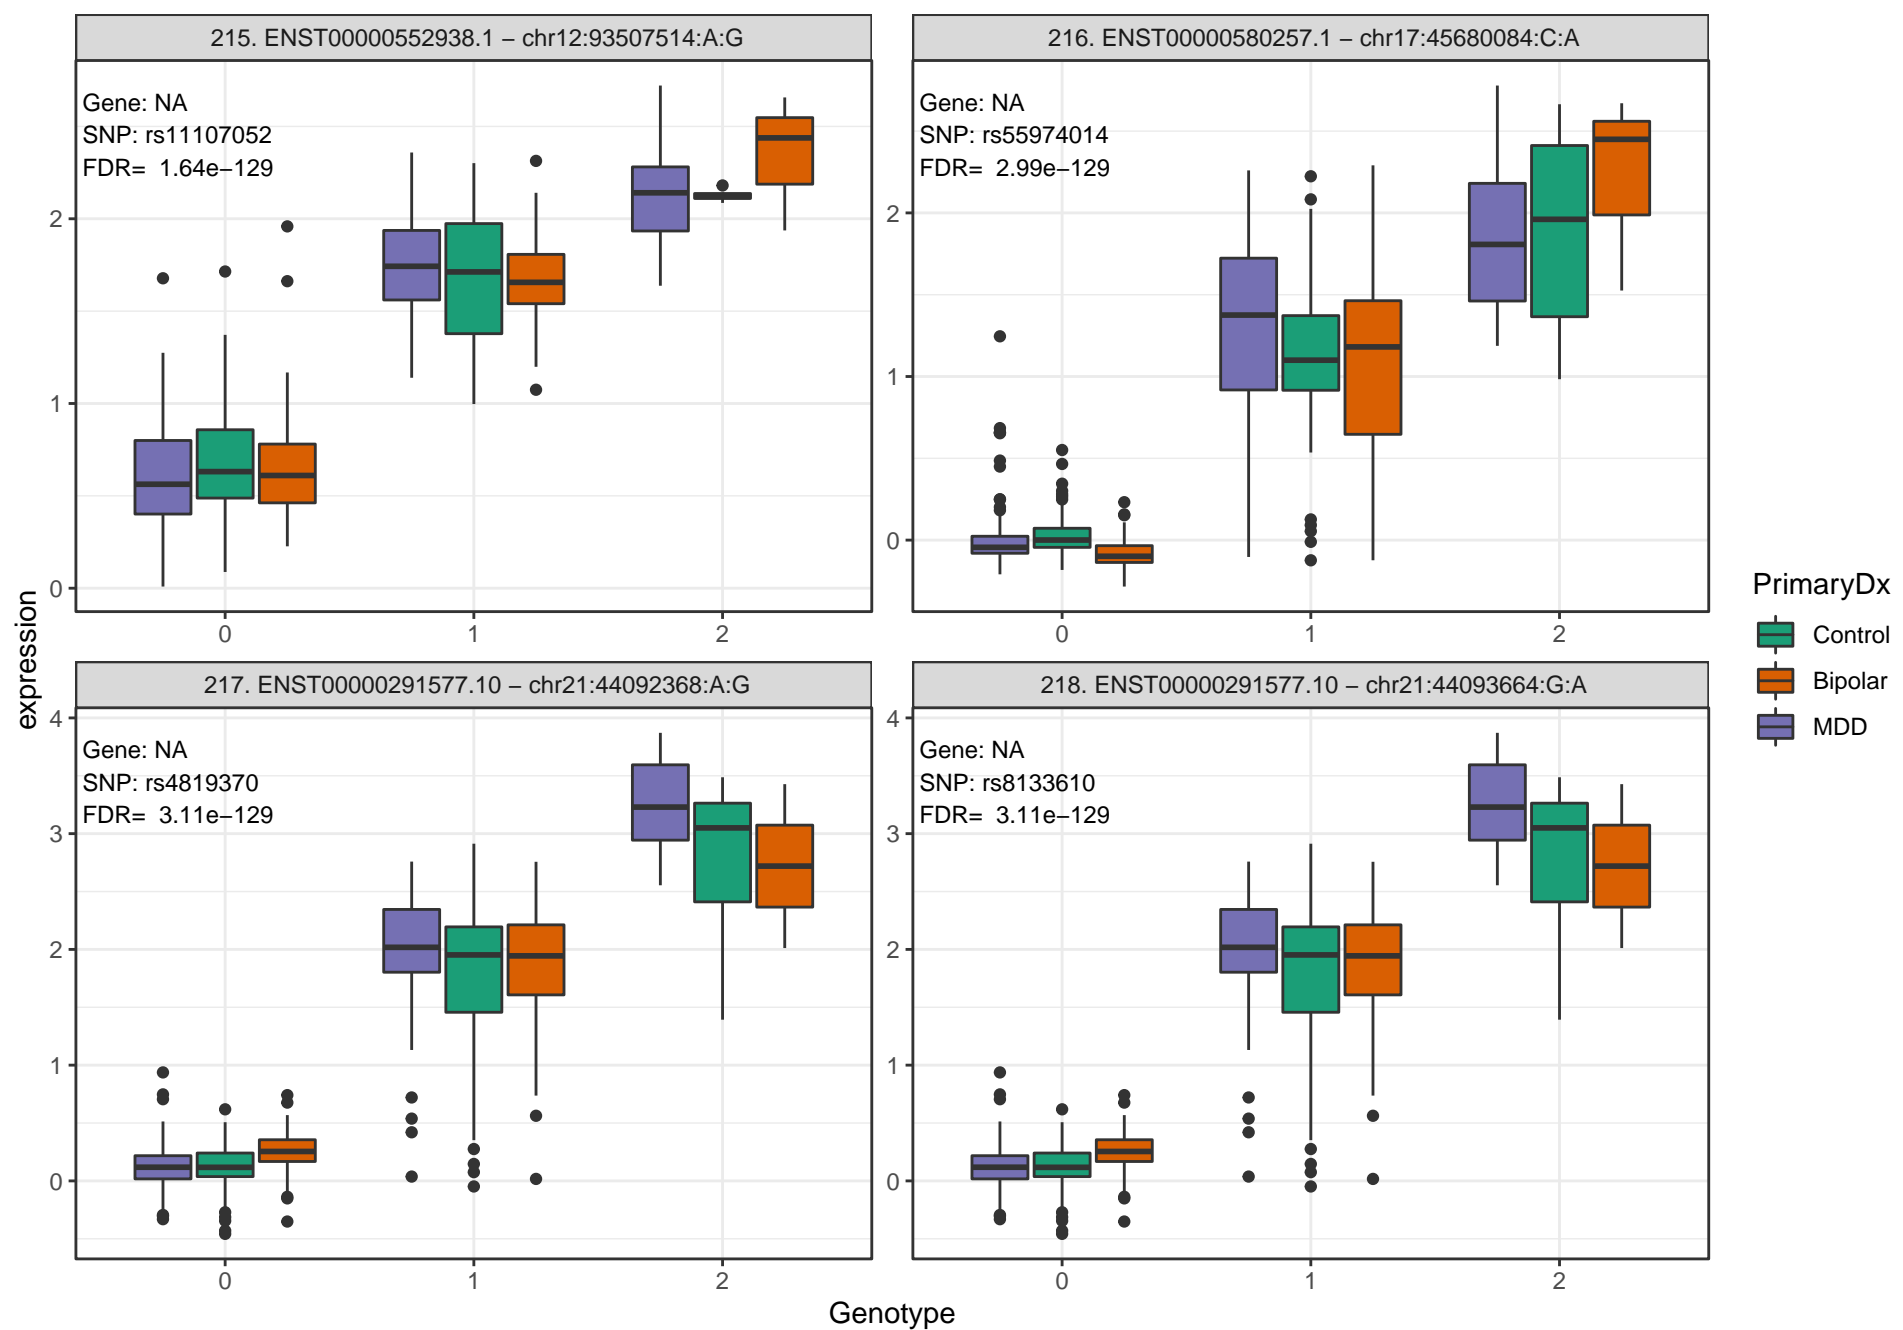 215. ENST00000552938.1 − chr12:93507514:A:G
Gene: NA
SNP: rs11107052
FDR= 1.64e−129
2
1
0
0 1 2
216. ENST00000580257.1 − chr17:45680084:C:A
Gene: NA
SNP: rs55974014
FDR= 2.99e−129
2
1
0
0 1 2
217. ENST00000291577.10 − chr21:44092368:A:G
Gene: NA
SNP: rs4819370
FDR= 3.11e−129
4
3
2
1
0
0 1 2
218. ENST00000291577.10 − chr21:44093664:G:A
Gene: NA
SNP: rs8133610
FDR= 3.11e−129
4
3
2
1
0
0 1 2
expression
Genotype
PrimaryDx
Control
Bipolar
MDD